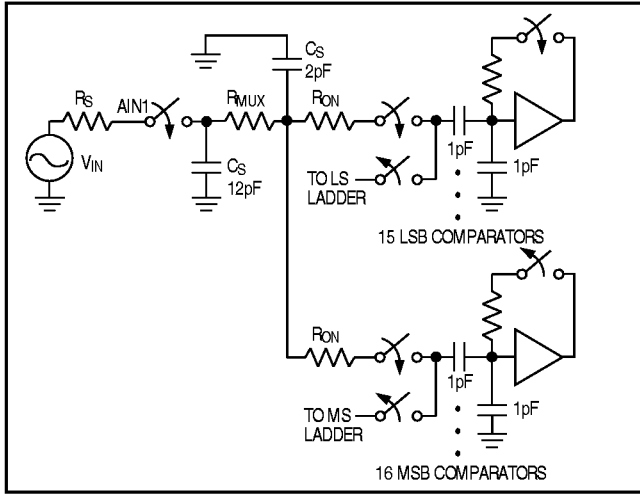 CS
2pF
RS
AIN1
RMUX
RON
VIN
CS
12pF
1pF
1pF
TO LS
LADDER
15 LSB COMPARATORS
RON
1pF
1pF
TO MS
LADDER
16 MSB COMPARATORS